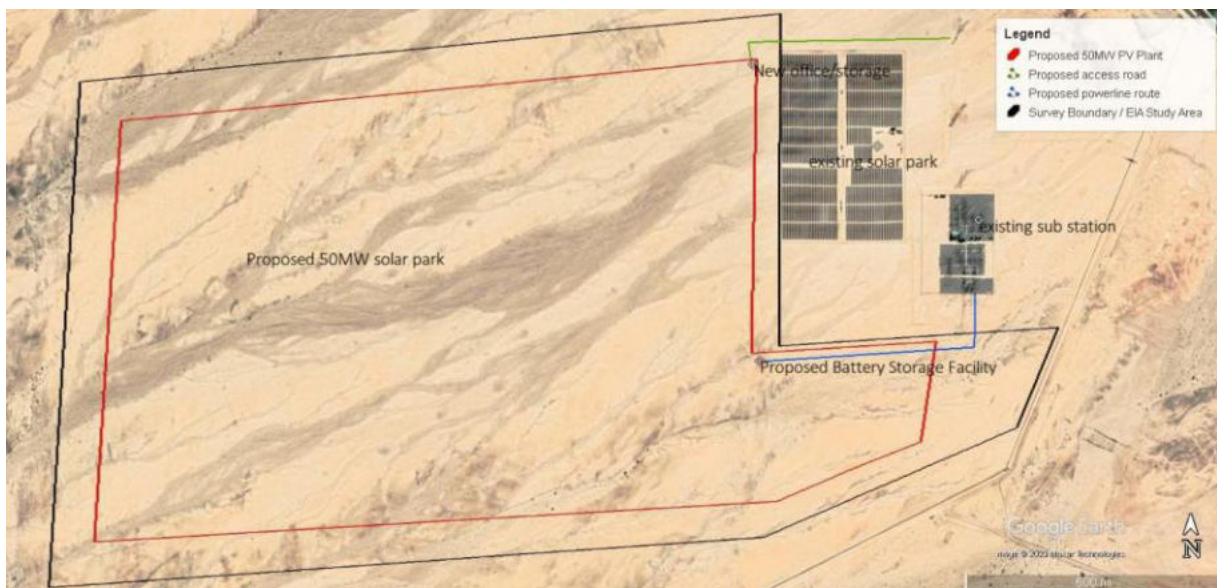 Legend
Proposed 50MW PV Plant
Proposed access road
Proposed powerline route
Survey Boundary / EIA Study Area
New office/storage
existing solar park
existing sub station
Proposed 50MW solar park
Proposed Battery Storage Facility
Google Earth
Technologies
N